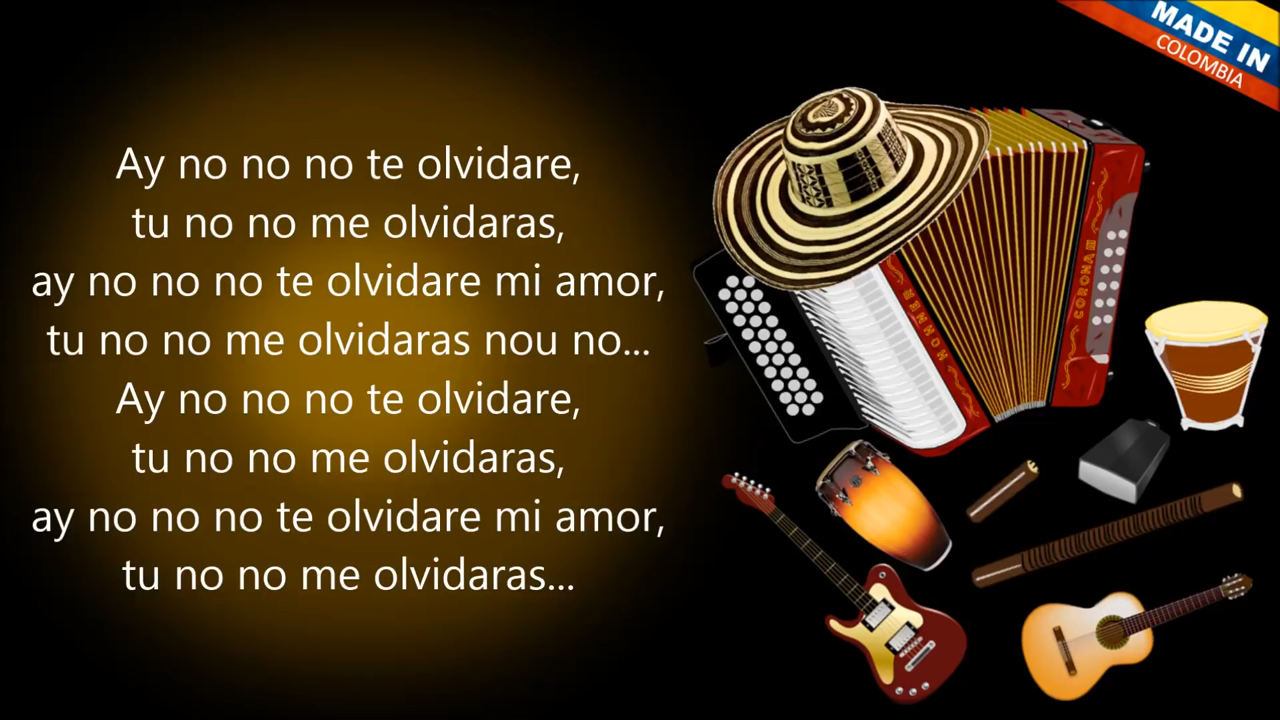 Ay no no no te olvidare,
tu no no me olvidaras,
ay no no no te olvidare mi amor,
tu no no me olvidaras nou no...
Ay no no no te olvidare,
tu no no me olvidaras,
ay no no no te olvidare mi amor,
tu no no me olvidaras...
MADE IN
COLOMBIA
HOHNER
CORONA III